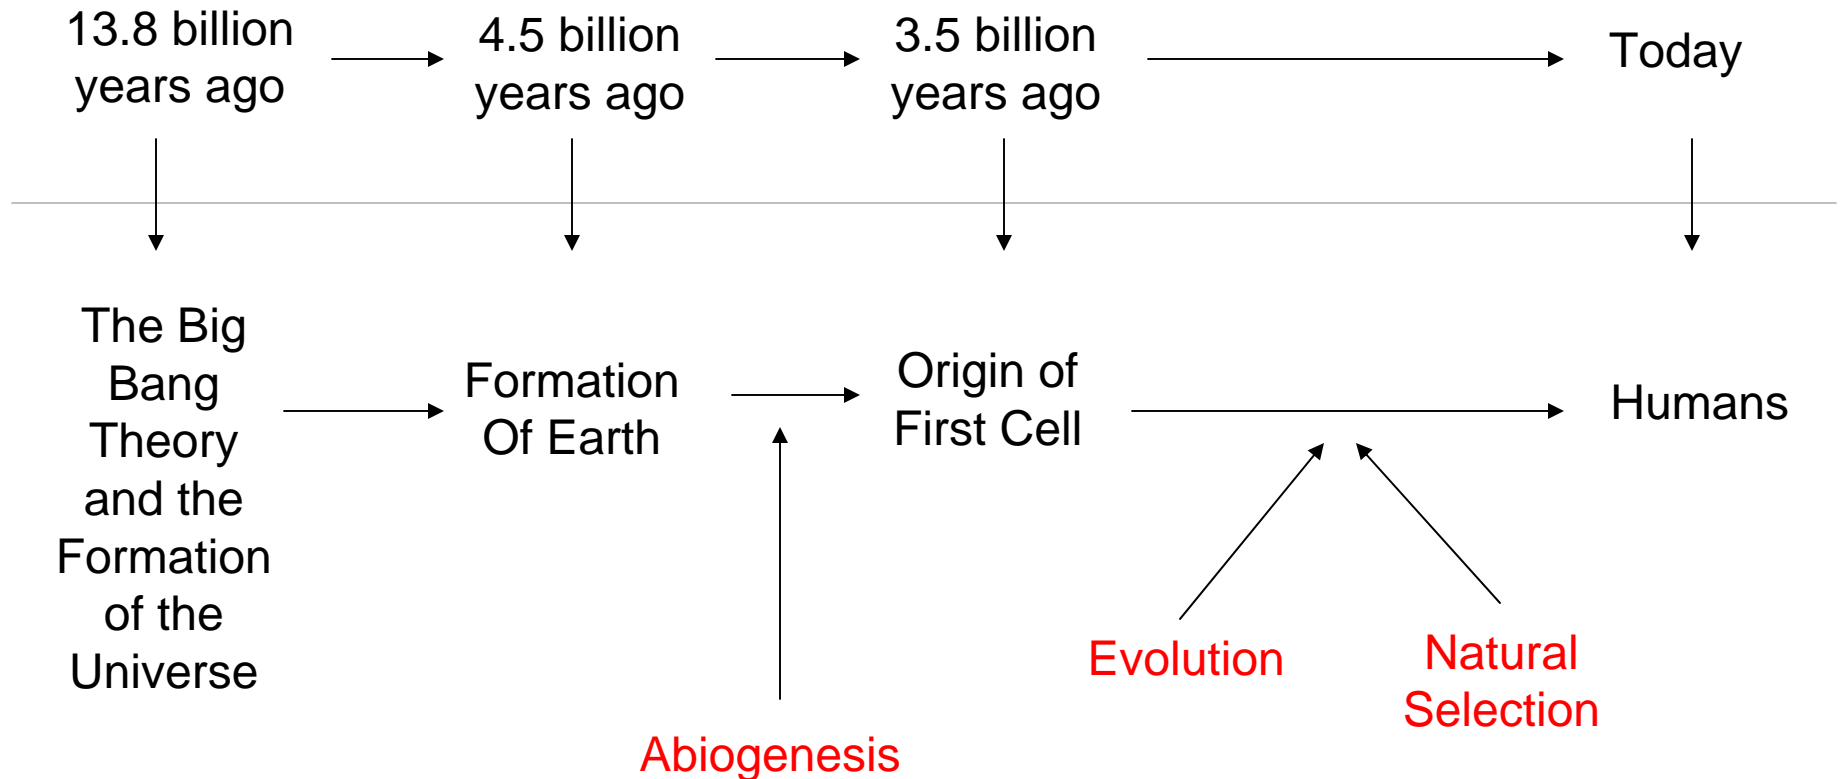 13.8 billion
years ago
4.5 billion
years ago
3.5 billion
years ago
Today
The Big
Bang
Theory
and the
Formation
of the
Universe
Formation
Of Earth
Origin of
First Cell
Humans
Evolution
Natural
Selection
Abiogenesis